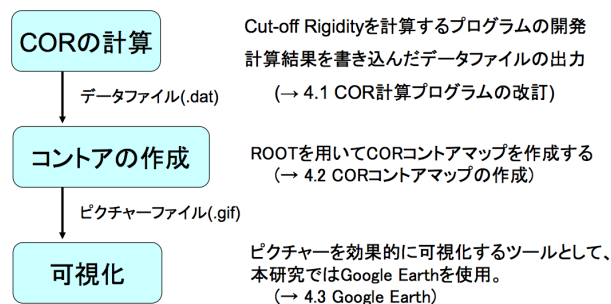 CORの計算
Cut-off Rigidityを計算するプログラムの開発
計算結果を書き込んだデータファイルの出力
(→ 4.1 COR計算プログラムの改訂)
データファイル(.dat)
コントアの作成
ROOTを用いてCORコントアマップを作成する
(→ 4.2 CORコントアマップの作成)
ピクチャーファイル(.gif)
可視化
ピクチャーを効果的に可視化するツールとして、
本研究ではGoogle Earthを使用。
(→ 4.3 Google Earth)